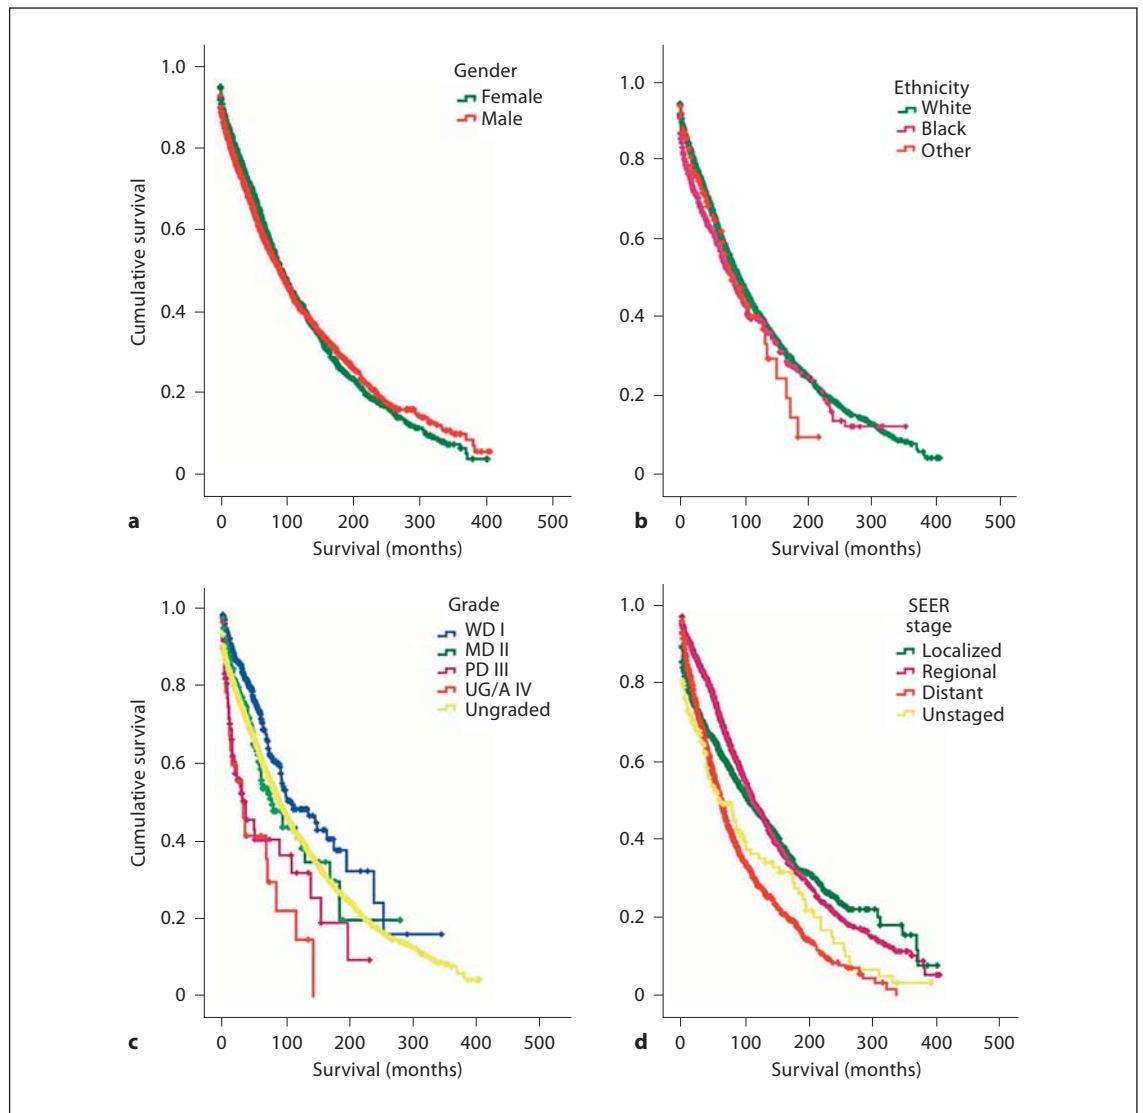 1.0
0.8
0.6
0.4
0.2
0
Cumulative survival
Gender
Female
Male
0 100 200 300 400 500
Survival (months)
a
1.0
0.8
0.6
0.4
0.2
0
Ethnicity
White
Black
Other
0 100 200 300 400 500
Survival (months)
b
1.0
0.8
0.6
0.4
0.2
0
Cumulative survival
Grade
WD I
MD II
PD III
UG/A IV
Ungraded
0 100 200 300 400 500
Survival (months)
c
1.0
0.8
0.6
0.4
0.2
0
SEER
stage
Localized
Regional
Distant
Unstaged
0 100 200 300 400 500
Survival (months)
d